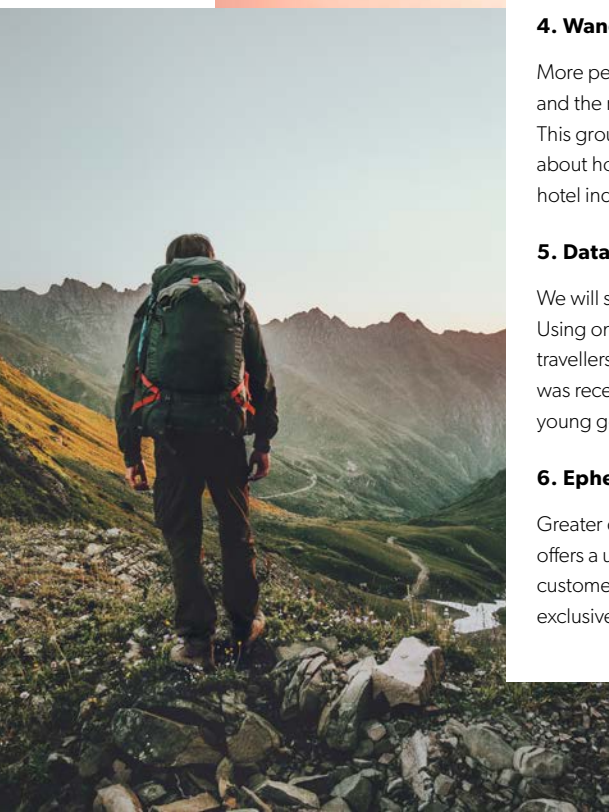 4. Wan
More pe
and the
This grou
about ho
hotel ind
5. Data
We will s
Using or
travellers
was rece
young g
6. Ephe
Greater
offers a u
custome
exclusive